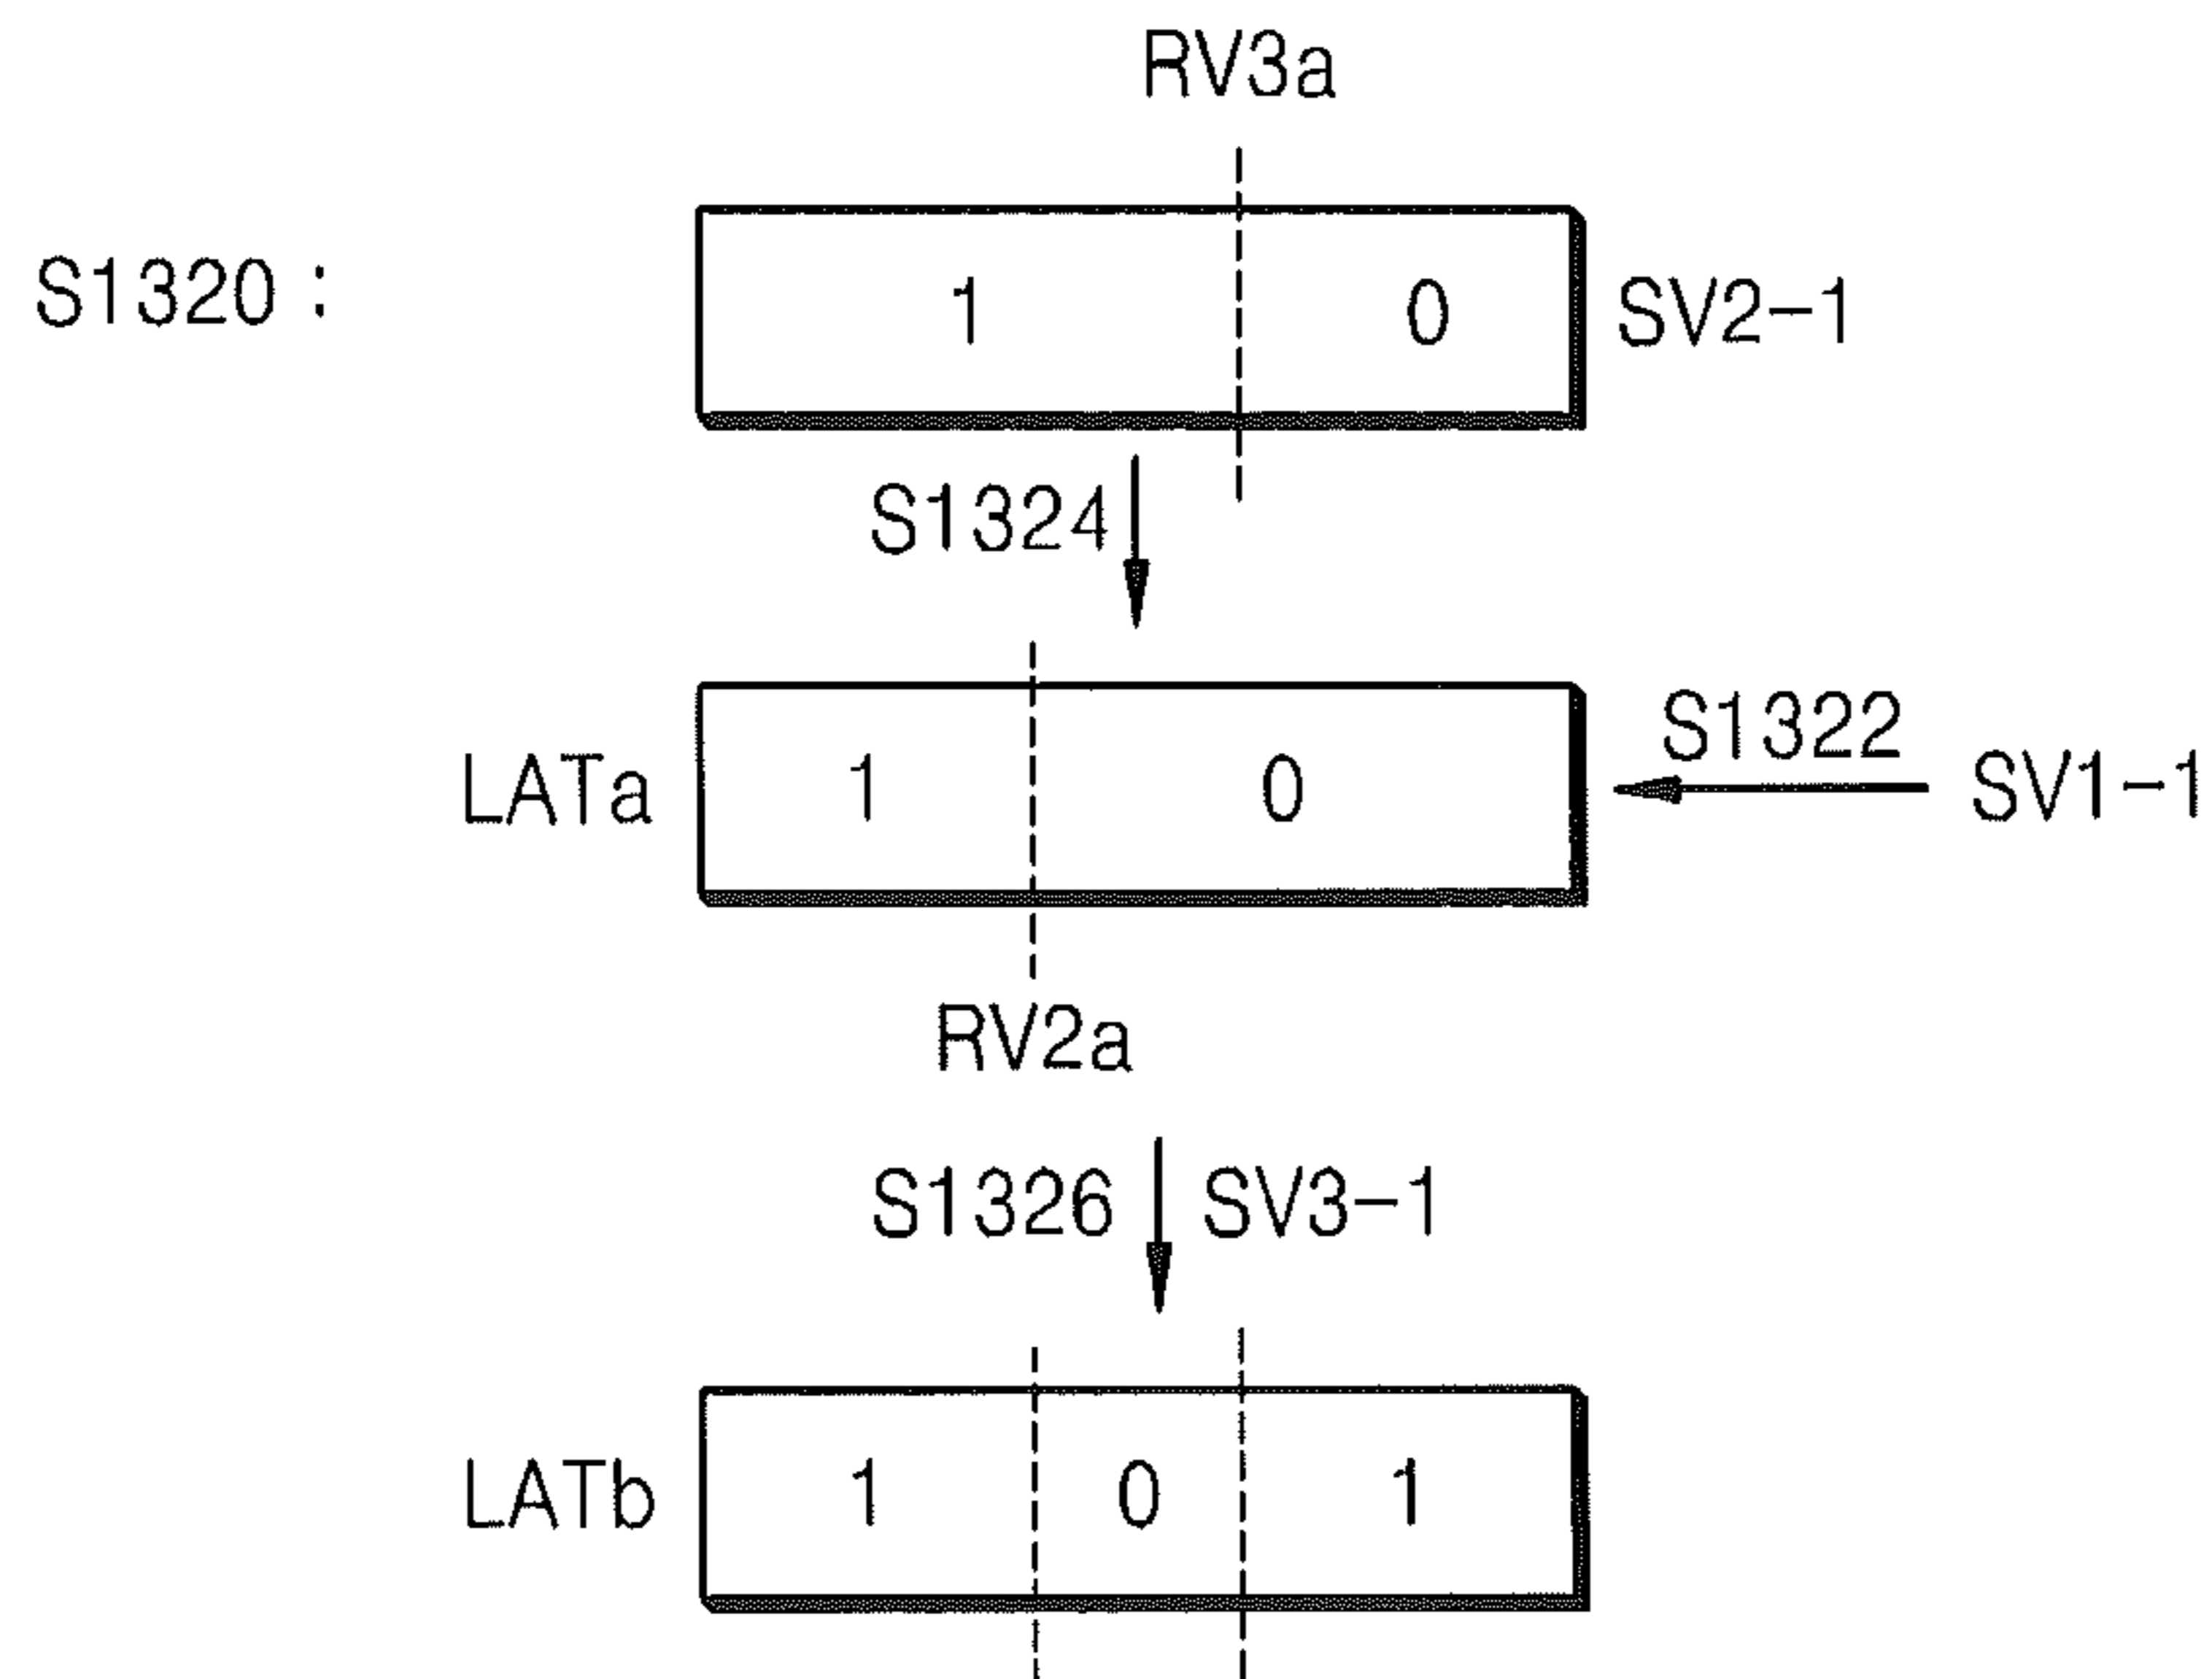 RV3a
S1320 :
1 0 SV2-1
S1324
LATa 1 0 S1322 SV1-1
RV2a
S1326 SV3-1
LATb 1 0 1